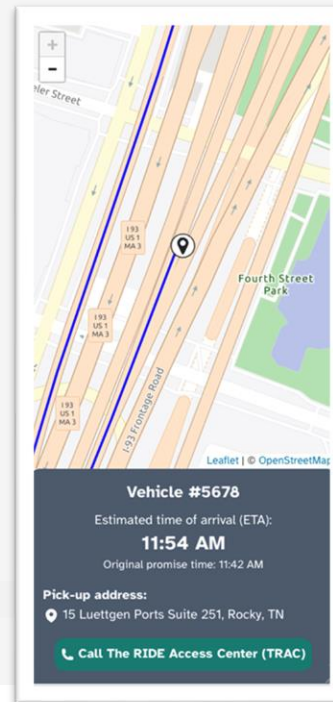 +
-
ler Street
I 93
US 1
MA 3
I 93
US 1
MA 3
I 93
US 1
MA 3
Fourth Street
Park
I-93 Frontage Road
Leaflet | © OpenStreetMap
Vehicle #5678
Estimated time of arrival (ETA):
11:54 AM
Original promise time: 11:42 AM
Pick-up address:
15 Luettgen Ports Suite 251, Rocky, TN
Call The RIDE Access Center (TRAC)